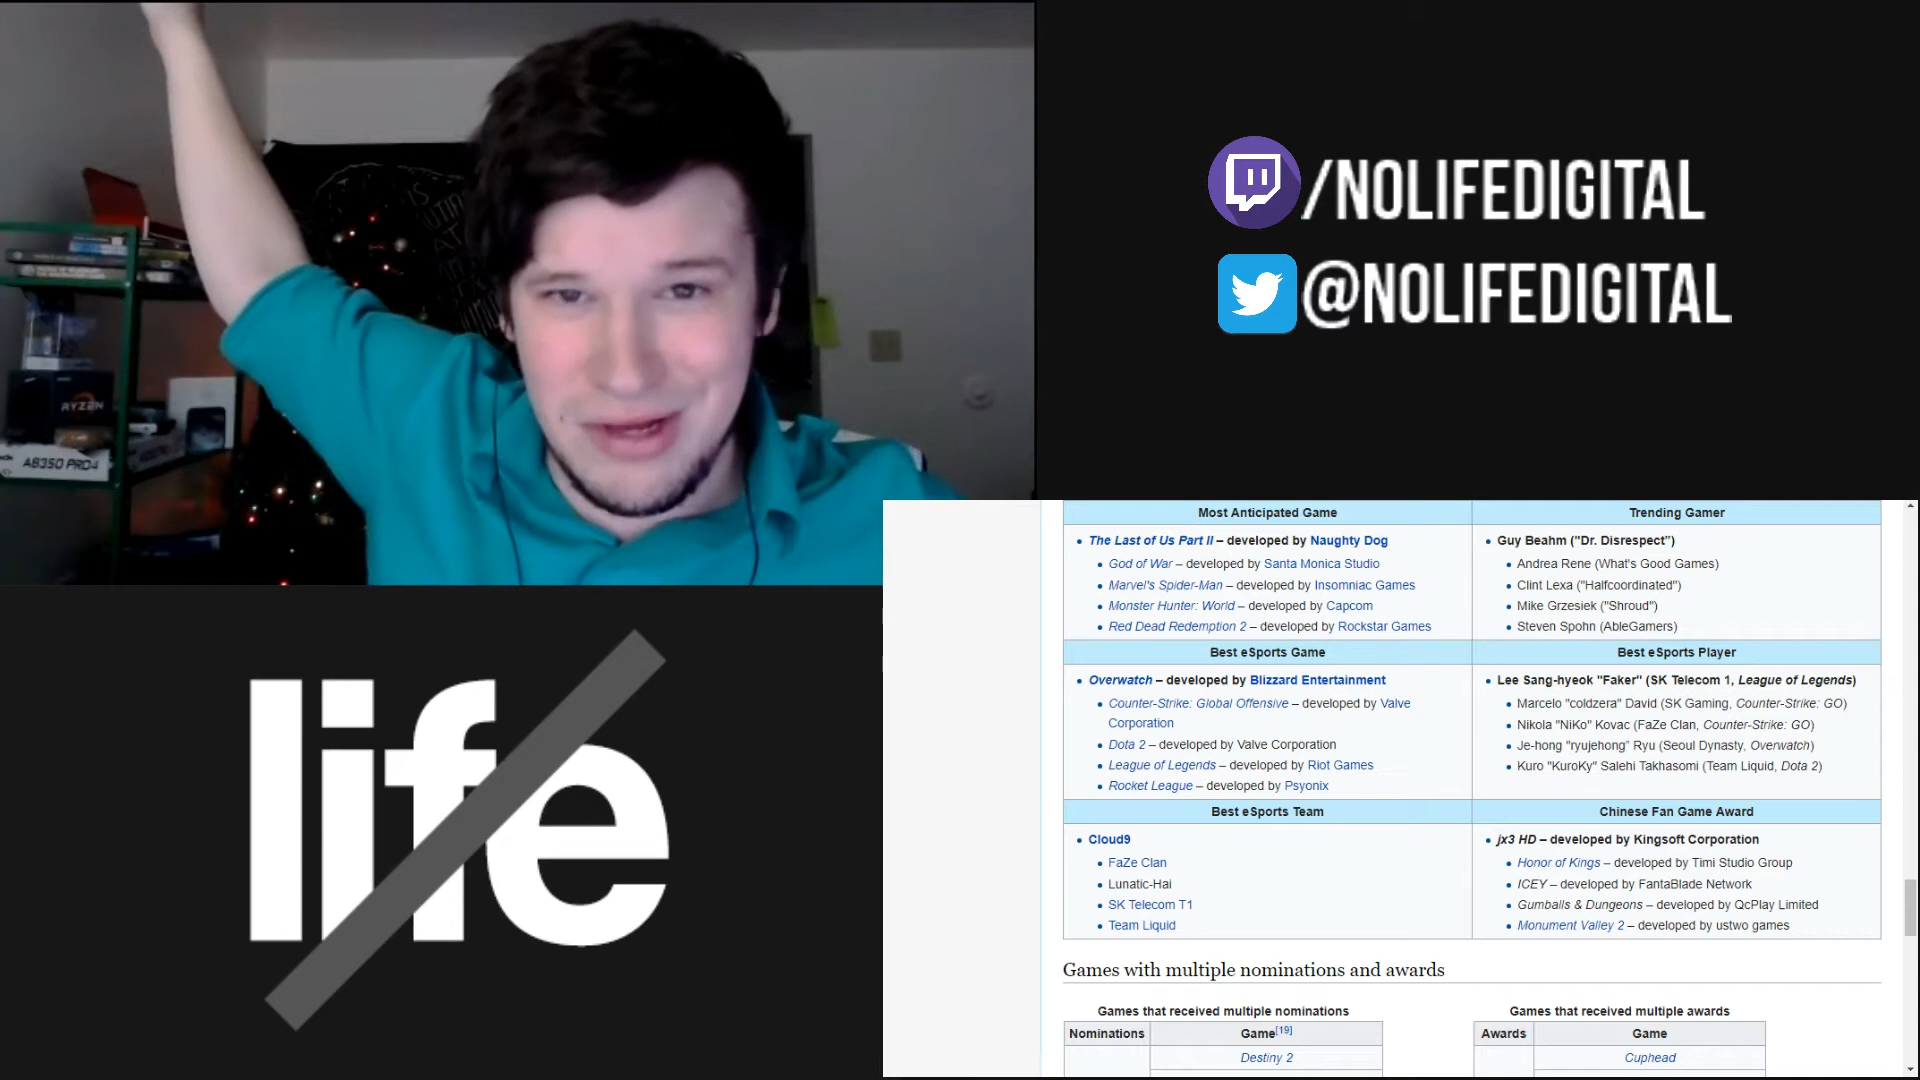 RYZEN
AB350 PRO4
/NOLIFEDIGITAL
@NOLIFEDIGITAL
life
Most Anticipated Game
The Last of Us Part II – developed by Naughty Dog
God of War – developed by Santa Monica Studio
Marvel's Spider-Man – developed by Insomniac Games
Monster Hunter: World – developed by Capcom
Red Dead Redemption 2 – developed by Rockstar Games
Trending Gamer
Guy Beahm ("Dr. Disrespect")
Andrea Rene (What's Good Games)
Clint Lexa ("Halfcoordinated")
Mike Grzesiek ("Shroud")
Steven Spohn (AbleGamers)
Best eSports Game
Overwatch – developed by Blizzard Entertainment
Counter-Strike: Global Offensive – developed by Valve
Corporation
Dota 2 – developed by Valve Corporation
League of Legends – developed by Riot Games
Rocket League – developed by Psyonix
Best eSports Player
Lee Sang-hyeok "Faker" (SK Telecom 1, League of Legends)
Marcelo "coldzera" David (SK Gaming, Counter-Strike: GO)
Nikola "NiKo" Kovac (FaZe Clan, Counter-Strike: GO)
Je-hong "ryujehong" Ryu (Seoul Dynasty, Overwatch)
Kuro "KuroKy" Salehi Takhasomi (Team Liquid, Dota 2)
Best eSports Team
Cloud9
FaZe Clan
Lunatic-Hai
SK Telecom T1
Team Liquid
Chinese Fan Game Award
jx3 HD – developed by Kingsoft Corporation
Honor of Kings – developed by Timi Studio Group
ICEY – developed by FantaBlade Network
Gumballs & Dungeons – developed by QcPlay Limited
Monument Valley 2 – developed by ustwo games
Games with multiple nominations and awards
Games that received multiple nominations
Nominations Game[19]
Destiny 2
Games that received multiple awards
Awards Game
Cuphead